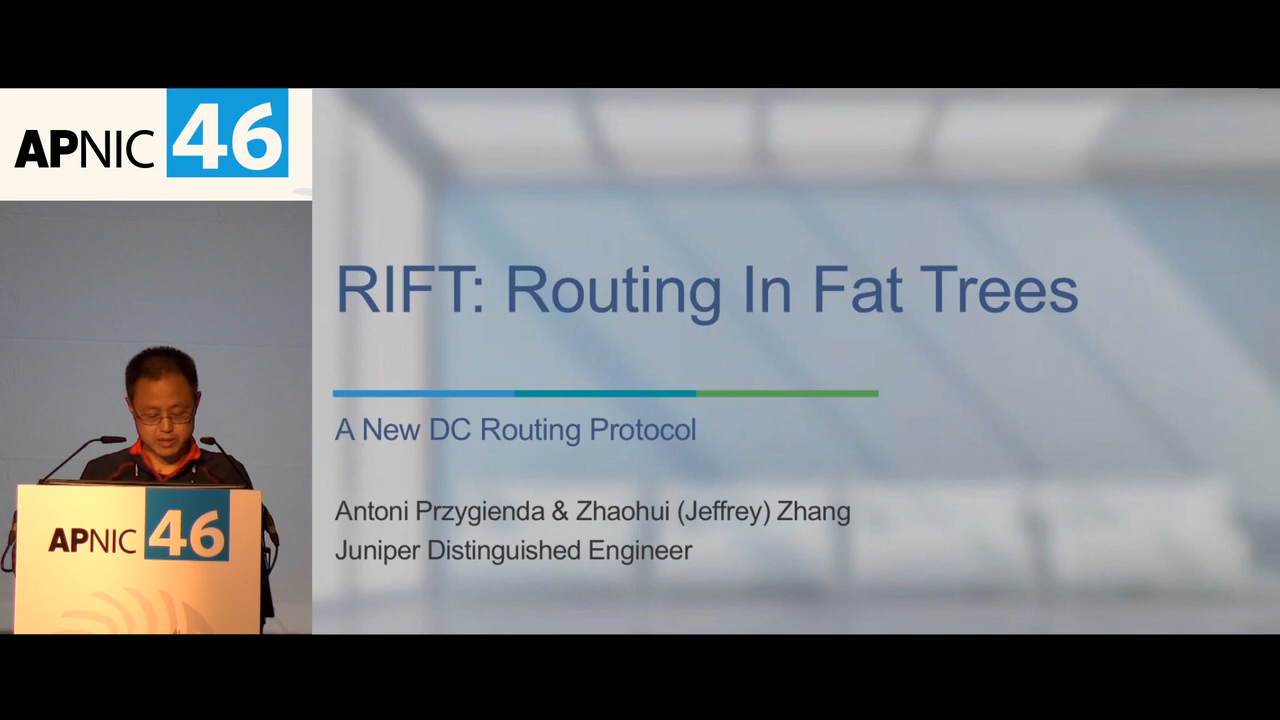 APNIC 46
RIFT: Routing In Fat Trees
A New DC Routing Protocol
Antoni Przygienda & Zhaohui (Jeffrey) Zhang
Juniper Distinguished Engineer
APNIC 46